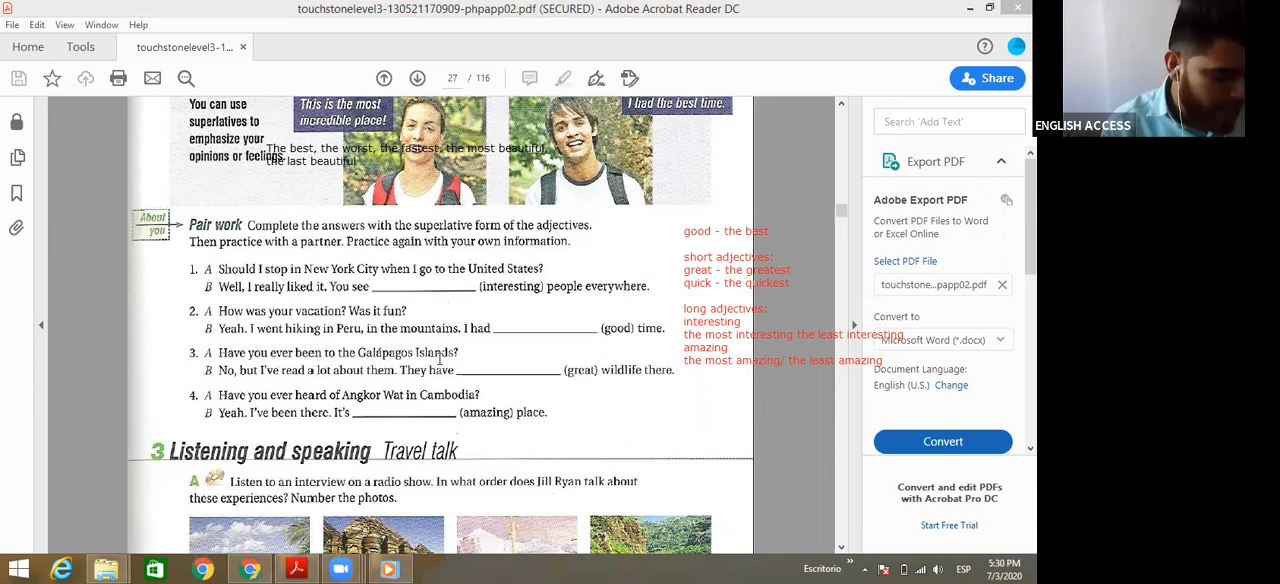 touchstonelevel3-130521170909-phpapp02.pdf (SECURED) - Adobe Acrobat Reader DC
File Edit View Window Help
Home Tools touchstonelevel3-1... ×
27 / 116
Share
You can use
superlatives to
emphasize your
opinions or feelings.
This is the most
incredible place!
I had the best time.
The best, the worst, the fastest, the most beautiful,
the last beautiful
About
you
Pair work Complete the answers with the superlative form of the adjectives.
Then practice with a partner. Practice again with your own information.
1. A Should I stop in New York City when I go to the United States?
B Well, I really liked it. You see ____________ (interesting) people everywhere.
2. A How was your vacation? Was it fun?
B Yeah. I went hiking in Peru, in the mountains. I had ____________ (good) time.
3. A Have you ever been to the Galápagos Islands?
B No, but I've read a lot about them. They have ____________ (great) wildlife there.
4. A Have you ever heard of Angkor Wat in Cambodia?
B Yeah. I've been there. It's ____________ (amazing) place.
good - the best
short adjectives:
great - the greatest
quick - the quickest
long adjectives:
interesting
the most interesting the least interesting
amazing
the most amazing/ the least amazing
3 Listening and speaking Travel talk
A Listen to an interview on a radio show. In what order does Jill Ryan talk about
these experiences? Number the photos.
Search 'Add Text'
Export PDF
Adobe Export PDF
Convert PDF Files to Word
or Excel Online
Select PDF File
touchstone...papp02.pdf ×
Convert to
Microsoft Word (*.docx)
Document Language:
English (U.S.) Change
Convert
Convert and edit PDFs
with Acrobat Pro DC
Start Free Trial
ENGLISH ACCESS
Escritorio »
ESP
5:30 PM
7/3/2020